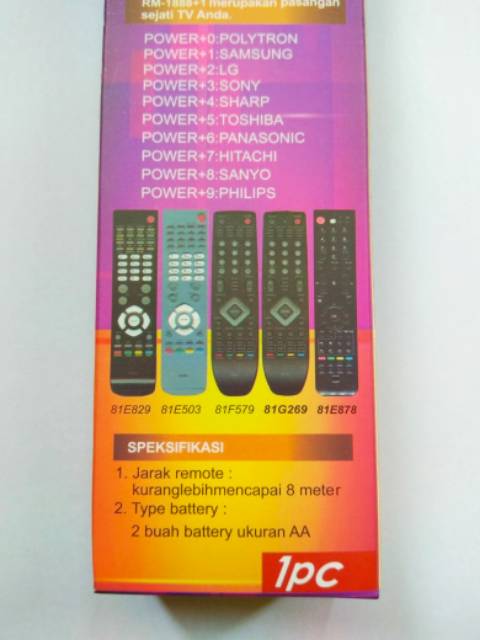 RM-1888+1 merupakan pasangan
sejati TV Anda.
POWER+0:POLYTRON
POWER+1:SAMSUNG
POWER+2:LG
POWER+3:SONY
POWER+4:SHARP
POWER+5:TOSHIBA
POWER+6:PANASONIC
POWER+7:HITACHI
POWER+8:SANYO
POWER+9:PHILIPS
81E829 81E503 81F579 81G269 81E878
SPEKSIFIKASI
1. Jarak remote :
kuranglebihmencapai 8 meter
2. Type battery :
2 buah battery ukuran AA
1pc